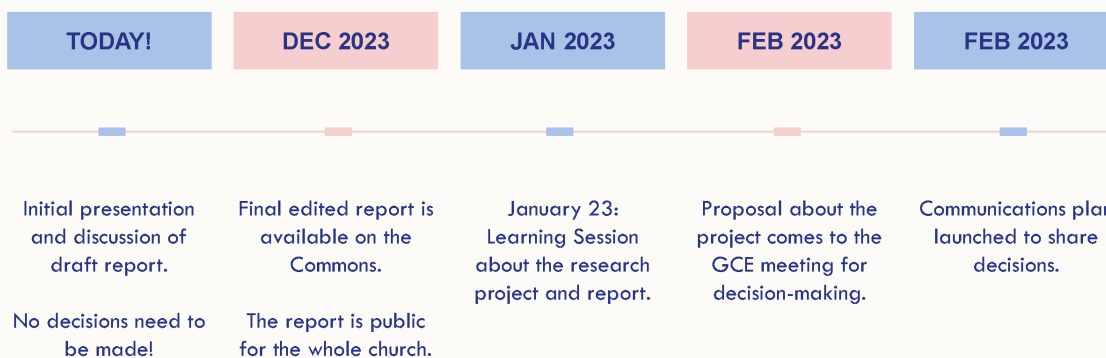 TODAY!
Initial presentation
and discussion of
draft report.
No decisions need to
be made!
DEC 2023
Final edited report is
available on the
Commons.
The report is public
for the whole church.
JAN 2023
January 23:
Learning Session
about the research
project and report.
FEB 2023
Proposal about the
project comes to the
GCE meeting for
decision-making.
FEB 2023
Communications plan
launched to share
decisions.